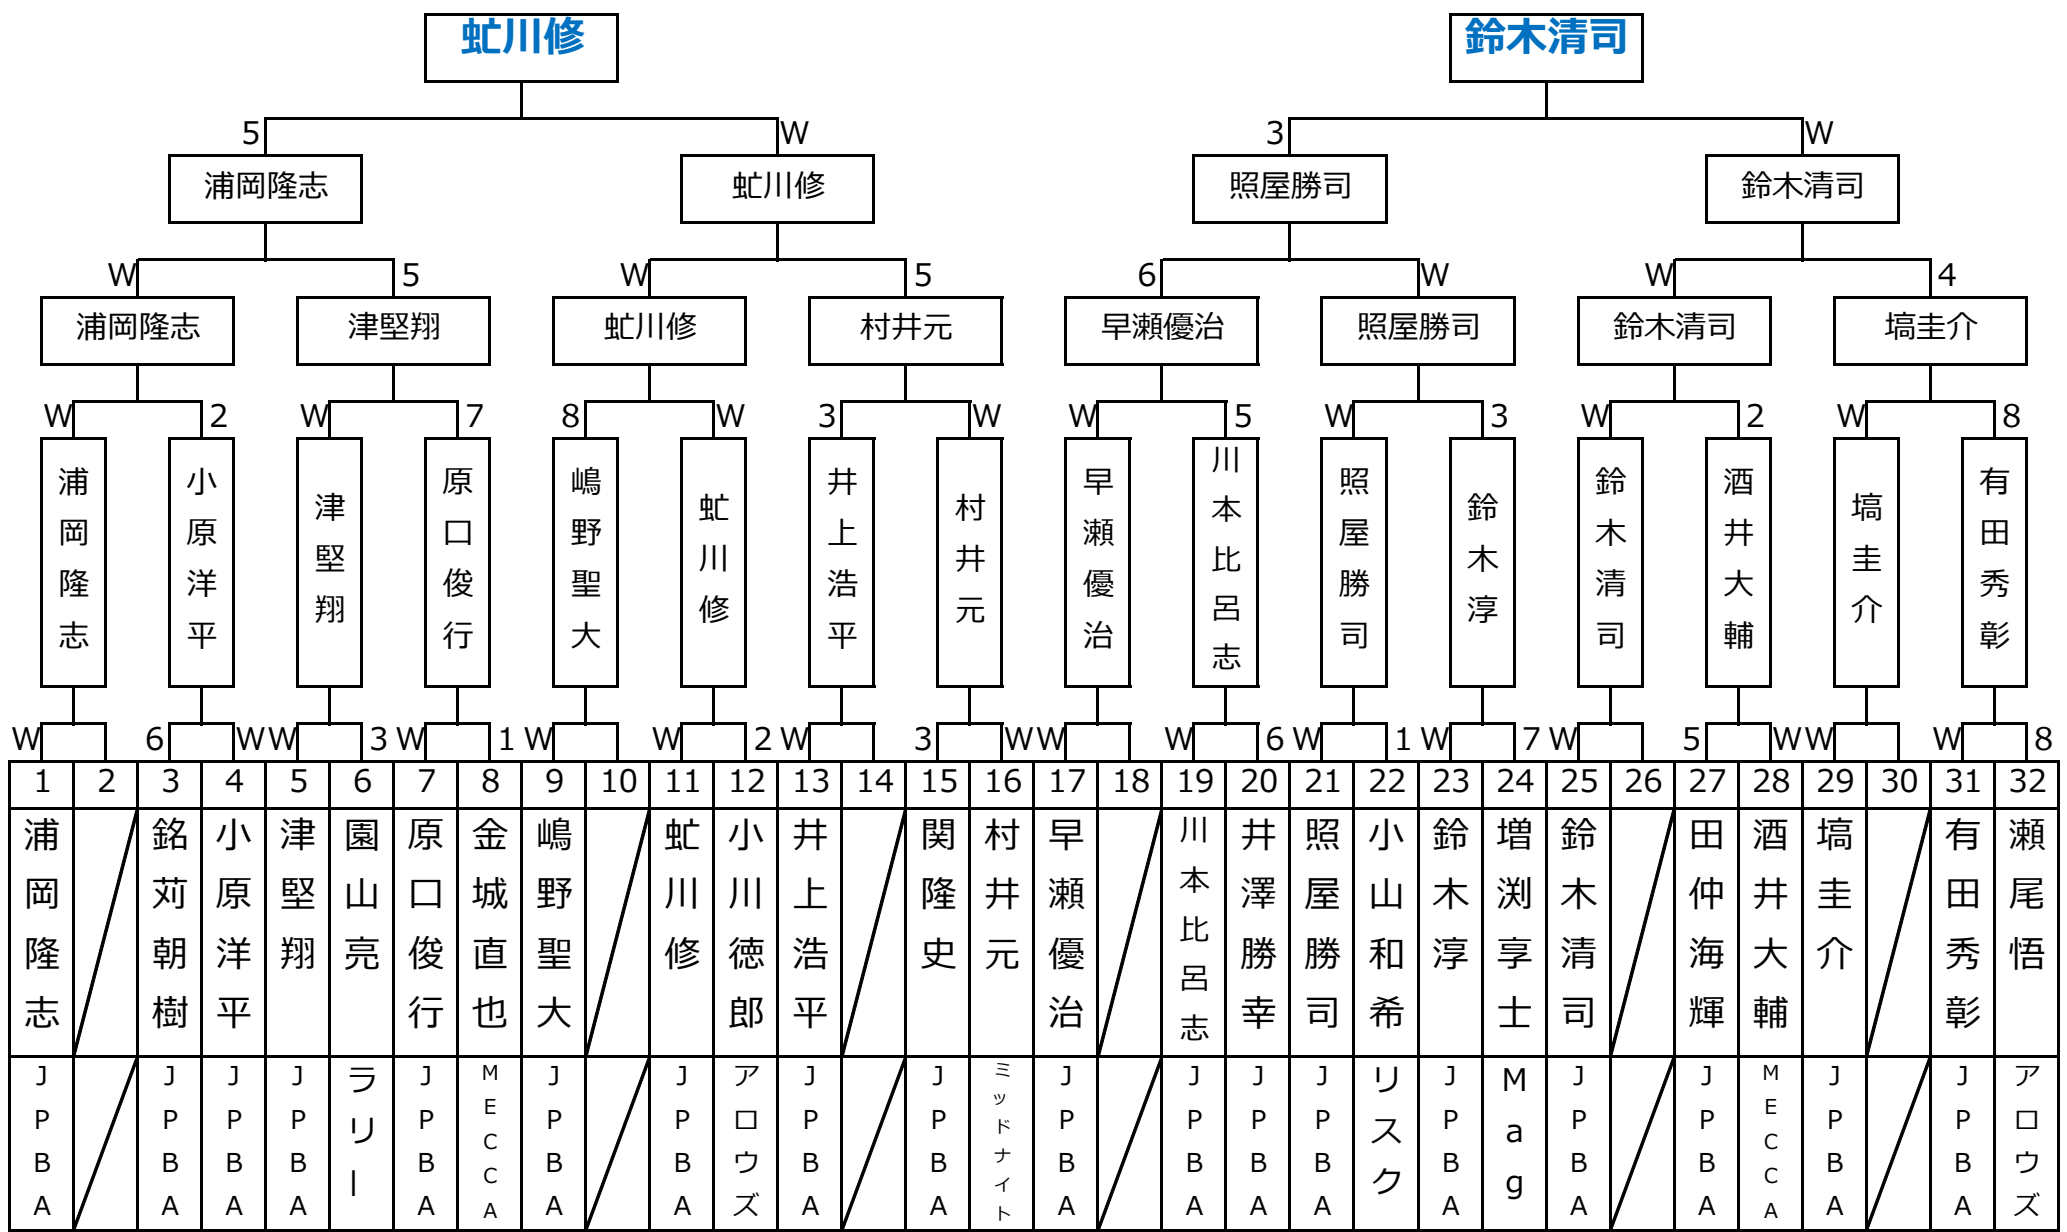 虻川修 鈴木清司
5 W 3 W
浦岡隆志 虻川修 照屋勝司 鈴木清司
W 5 W 5 6 W W 4
浦岡隆志 津堅翔 虻川修 村井元 早瀬優治 照屋勝司 鈴木清司 塙圭介
W 2 W 7 8 W 3 W W 5 W 3 W 2 W 8
浦岡隆志 小原洋平 津堅翔 原口俊行 嶋野聖大 虻川修 井上浩平 村井元 早瀬優治 川本比呂志 照屋勝司 鈴木淳 鈴木清司 酒井大輔 塙圭介 有田秀彰
W 6 W W 3 W 1 W W 2 W 3 W W W 6 W 1 W 7 W 5 W W W 8
1 2 3 4 5 6 7 8 9 10 11 12 13 14 15 16 17 18 19 20 21 22 23 24 25 26 27 28 29 30 31 32
浦岡隆志 銘苅朝樹 小原洋平 津堅翔 園山亮 原口俊行 金城直也 嶋野聖大 虻川修 小川徳郎 井上浩平 関隆史 村井元 早瀬優治 川本比呂志 井澤勝幸 照屋勝司 小山和希 鈴木淳 増渕享士 鈴木清司 田仲海輝 酒井大輔 塙圭介 有田秀彰 瀬尾悟
JPBA JPBA JPBA JPBA ラリー JPBA MECCA JPBA JPBA アロウズ JPBA JPBA ミッドナイト JPBA JPBA JPBA JPBA リスク JPBA Mag JPBA JPBA MECCA JPBA JPBA アロウズ